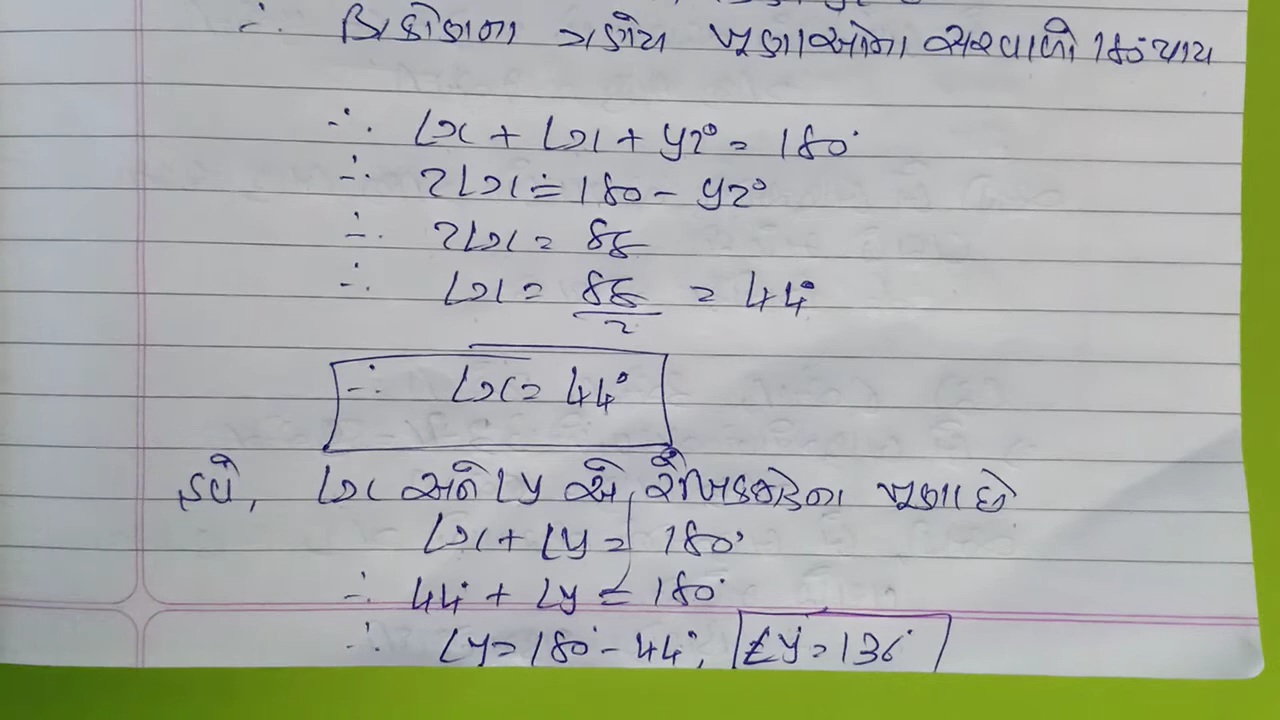 ∴ ત્રિકોણના ત્રણેય ખૂણાઓના સરવાળો 180° થાય
∴ ∠x + ∠x + 92° = 180°
∴ 2∠x = 180 - 92°
∴ 2∠x = 88
∴ ∠x = 88/2 = 44°
∴ ∠x = 44°
હવે, ∠x અને ∠y એ રૈખિકજોડના ખૂણા છે
∠x + ∠y = 180°
∴ 44° + ∠y = 180°
∴ ∠y = 180° - 44°, ∠y = 136°